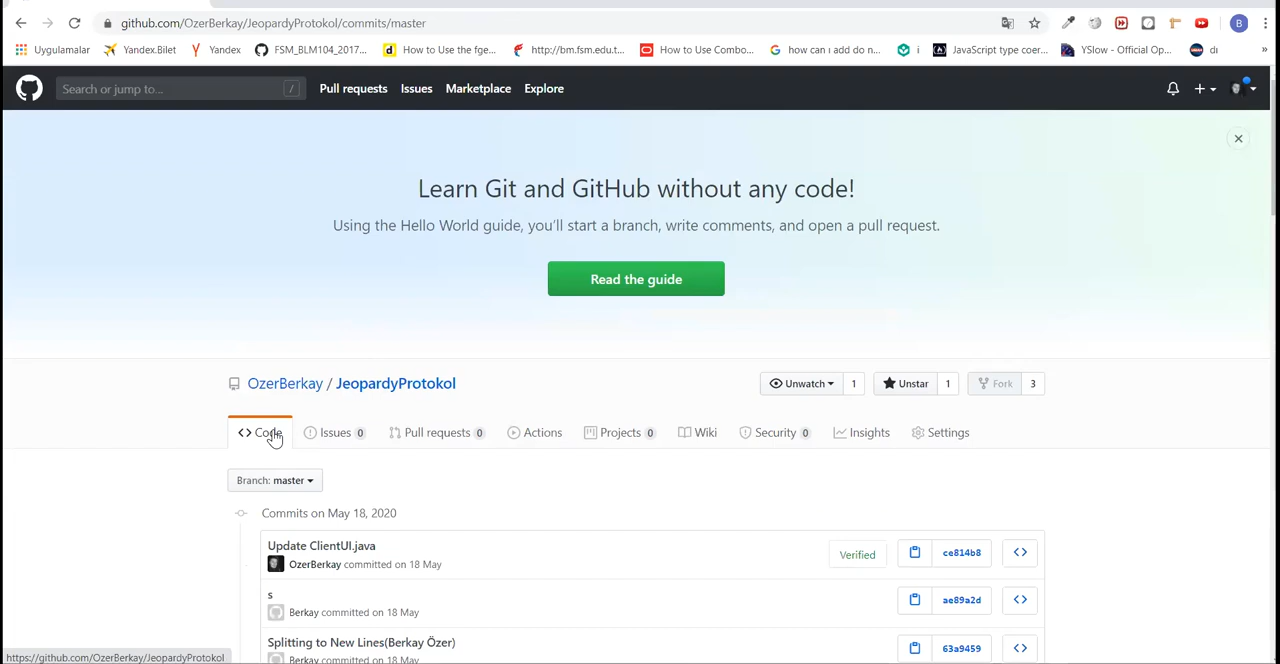 github.com/OzerBerkay/JeopardyProtokol/commits/master
B
Uygulamalar Yandex.Bilet Yandex FSM_BLM104_2017... How to Use the fge... http://bm.fsm.edu.t... How to Use Combo... how can ı add do n... i JavaScript type coer... YSlow - Official Op... dı »
Search or jump to... / Pull requests Issues Marketplace Explore
Learn Git and GitHub without any code!
Using the Hello World guide, you'll start a branch, write comments, and open a pull request.
Read the guide
OzerBerkay / JeopardyProtokol Unwatch 1 Unstar 1 Fork 3
Code Issues 0 Pull requests 0 Actions Projects 0 Wiki Security 0 Insights Settings
Branch: master
Commits on May 18, 2020
Update ClientUI.java
OzerBerkay committed on 18 May
Verified ce814b8
s
Berkay committed on 18 May
ae89a2d
Splitting to New Lines(Berkay Özer)
Berkay committed on 18 May
63a9459
https://github.com/OzerBerkay/JeopardyProtokol